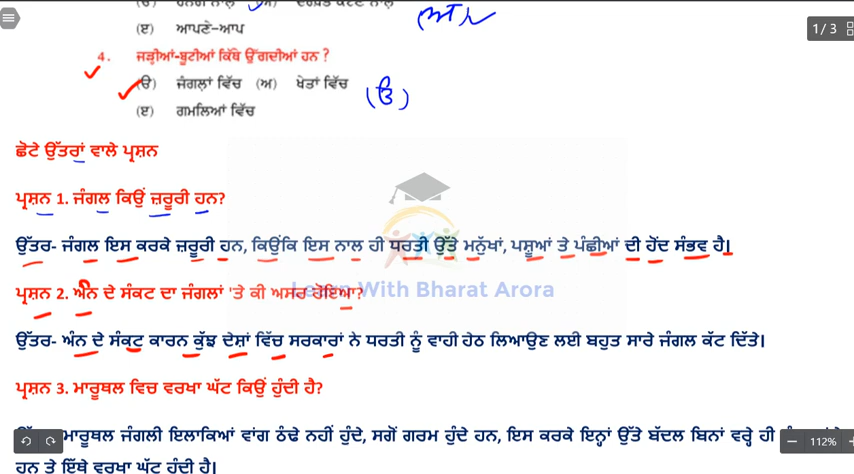 (ੲ) ਆਪਣੇ-ਆਪ
4. ਜੜ੍ਹੀਆਂ-ਬੂਟੀਆਂ ਕਿੱਥੇ ਉੱਗਦੀਆਂ ਹਨ ?
(ੳ) ਜੰਗਲਾਂ ਵਿੱਚ (ਅ) ਖੇਤਾਂ ਵਿੱਚ
(ੳ)
(ੲ) ਗਮਲਿਆਂ ਵਿੱਚ
ਛੋਟੇ ਉੱਤਰਾਂ ਵਾਲੇ ਪ੍ਰਸ਼ਨ
ਪ੍ਰਸ਼ਨ 1. ਜੰਗਲ ਕਿਉਂ ਜ਼ਰੂਰੀ ਹਨ?
ਉੱਤਰ- ਜੰਗਲ ਇਸ ਕਰਕੇ ਜ਼ਰੂਰੀ ਹਨ, ਕਿਉਂਕਿ ਇਸ ਨਾਲ ਹੀ ਧਰਤੀ ਉੱਤੇ ਮਨੁੱਖਾਂ, ਪਸ਼ੂਆਂ ਤੇ ਪੰਛੀਆਂ ਦੀ ਹੋਂਦ ਸੰਭਵ ਹੈ।
ਪ੍ਰਸ਼ਨ 2. ਅੰਨ ਦੇ ਸੰਕਟ ਦਾ ਜੰਗਲਾਂ 'ਤੇ ਕੀ ਅਸਰ ਹੋਇਆ?
Learn With Bharat Arora
ਉੱਤਰ- ਅੰਨ ਦੇ ਸੰਕਟ ਕਾਰਨ ਕੁੱਝ ਦੇਸ਼ਾਂ ਵਿੱਚ ਸਰਕਾਰਾਂ ਨੇ ਧਰਤੀ ਨੂੰ ਵਾਹੀ ਹੇਠ ਲਿਆਉਣ ਲਈ ਬਹੁਤ ਸਾਰੇ ਜੰਗਲ ਕੱਟ ਦਿੱਤੇ।
ਪ੍ਰਸ਼ਨ 3. ਮਾਰੂਥਲ ਵਿਚ ਵਰਖਾ ਘੱਟ ਕਿਉਂ ਹੁੰਦੀ ਹੈ?
ਮਾਰੂਥਲ ਜੰਗਲੀ ਇਲਾਕਿਆਂ ਵਾਂਗ ਠੰਢੇ ਨਹੀਂ ਹੁੰਦੇ, ਸਗੋਂ ਗਰਮ ਹੁੰਦੇ ਹਨ, ਇਸ ਕਰਕੇ ਇਨ੍ਹਾਂ ਉੱਤੇ ਬੱਦਲ ਬਿਨਾਂ ਵਰ੍ਹੇ ਹੀ
ਹਨ ਤੇ ਇੱਥੇ ਵਰਖਾ ਘੱਟ ਹੁੰਦੀ ਹੈ।
1 / 3
112%